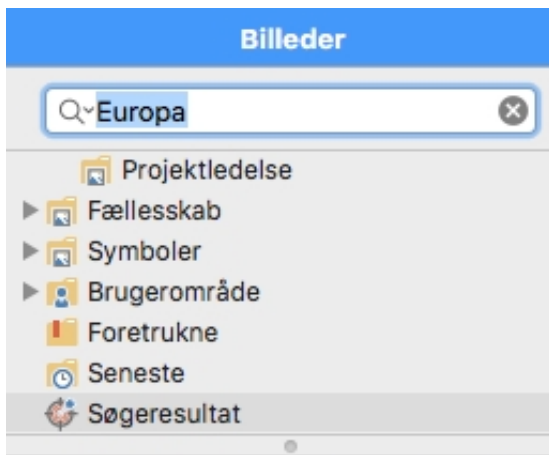 Billeder
Europa
Projektledelse
Fællesskab
Symboler
Brugerområde
Foretrukne
Seneste
Søgeresultat